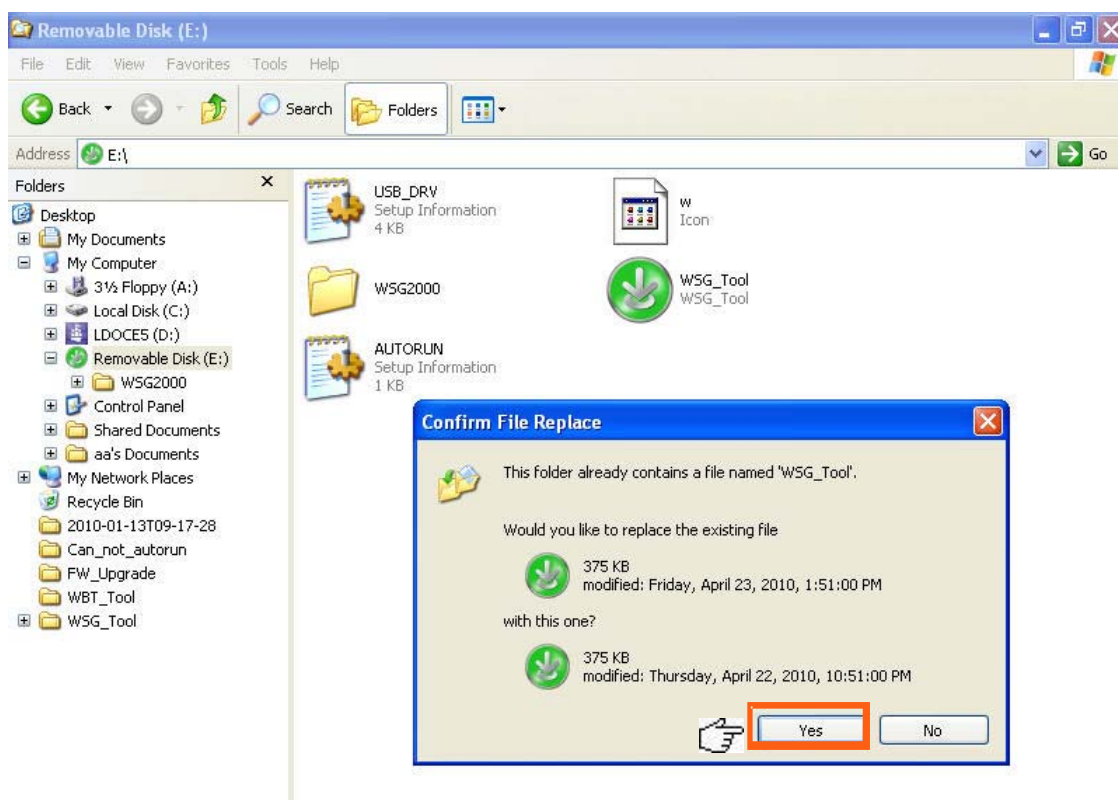 Removable Disk (E:)
File Edit View Favorites Tools Help
Back Search Folders
Address E:\ Go
Folders
Desktop
My Documents
My Computer
3½ Floppy (A:)
Local Disk (C:)
LDOCE5 (D:)
Removable Disk (E:)
WSG2000
Control Panel
Shared Documents
aa's Documents
My Network Places
Recycle Bin
2010-01-13T09-17-28
Can_not_autorun
FW_Upgrade
WBT_Tool
WSG_Tool
USB_DRV
Setup Information
4 KB
w
Icon
WSG2000
WSG_Tool
WSG_Tool
AUTORUN
Setup Information
1 KB
Confirm File Replace
This folder already contains a file named 'WSG_Tool'.
Would you like to replace the existing file
375 KB
modified: Friday, April 23, 2010, 1:51:00 PM
with this one?
375 KB
modified: Thursday, April 22, 2010, 10:51:00 PM
Yes No